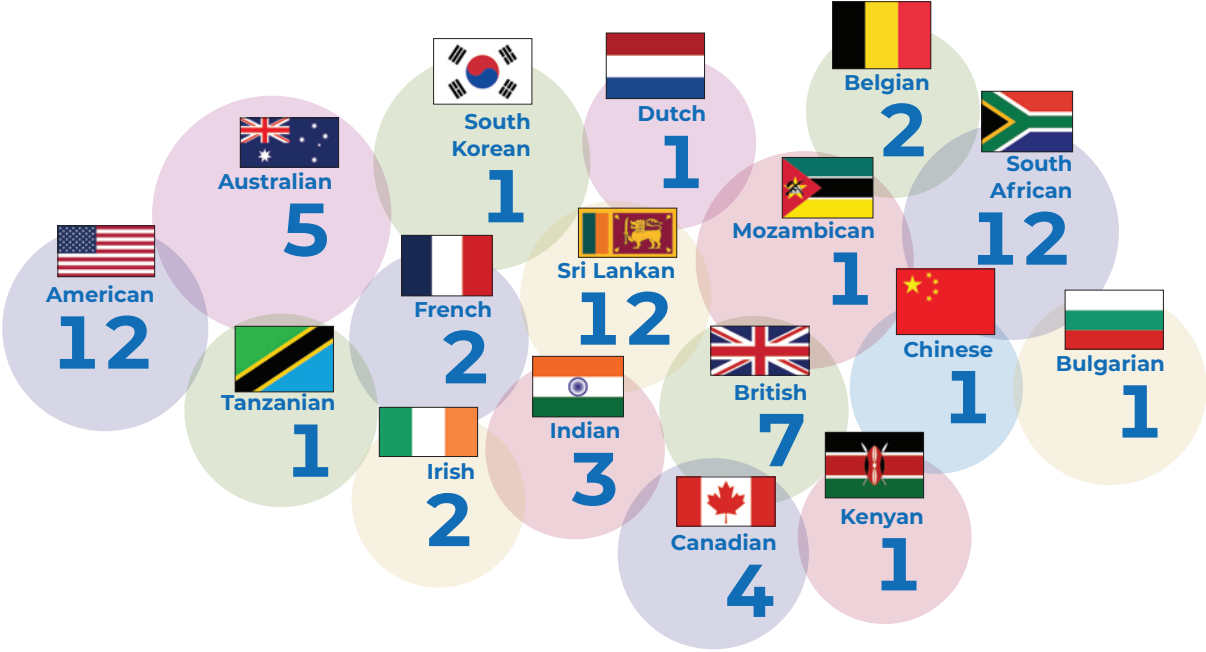 American
12
Australian
5
Tanzanian
1
South
Korean
1
French
2
Irish
2
Dutch
1
Sri Lankan
12
Indian
3
Belgian
2
Mozambican
1
British
7
Canadian
4
South
African
12
Chinese
1
Kenyan
1
Bulgarian
1